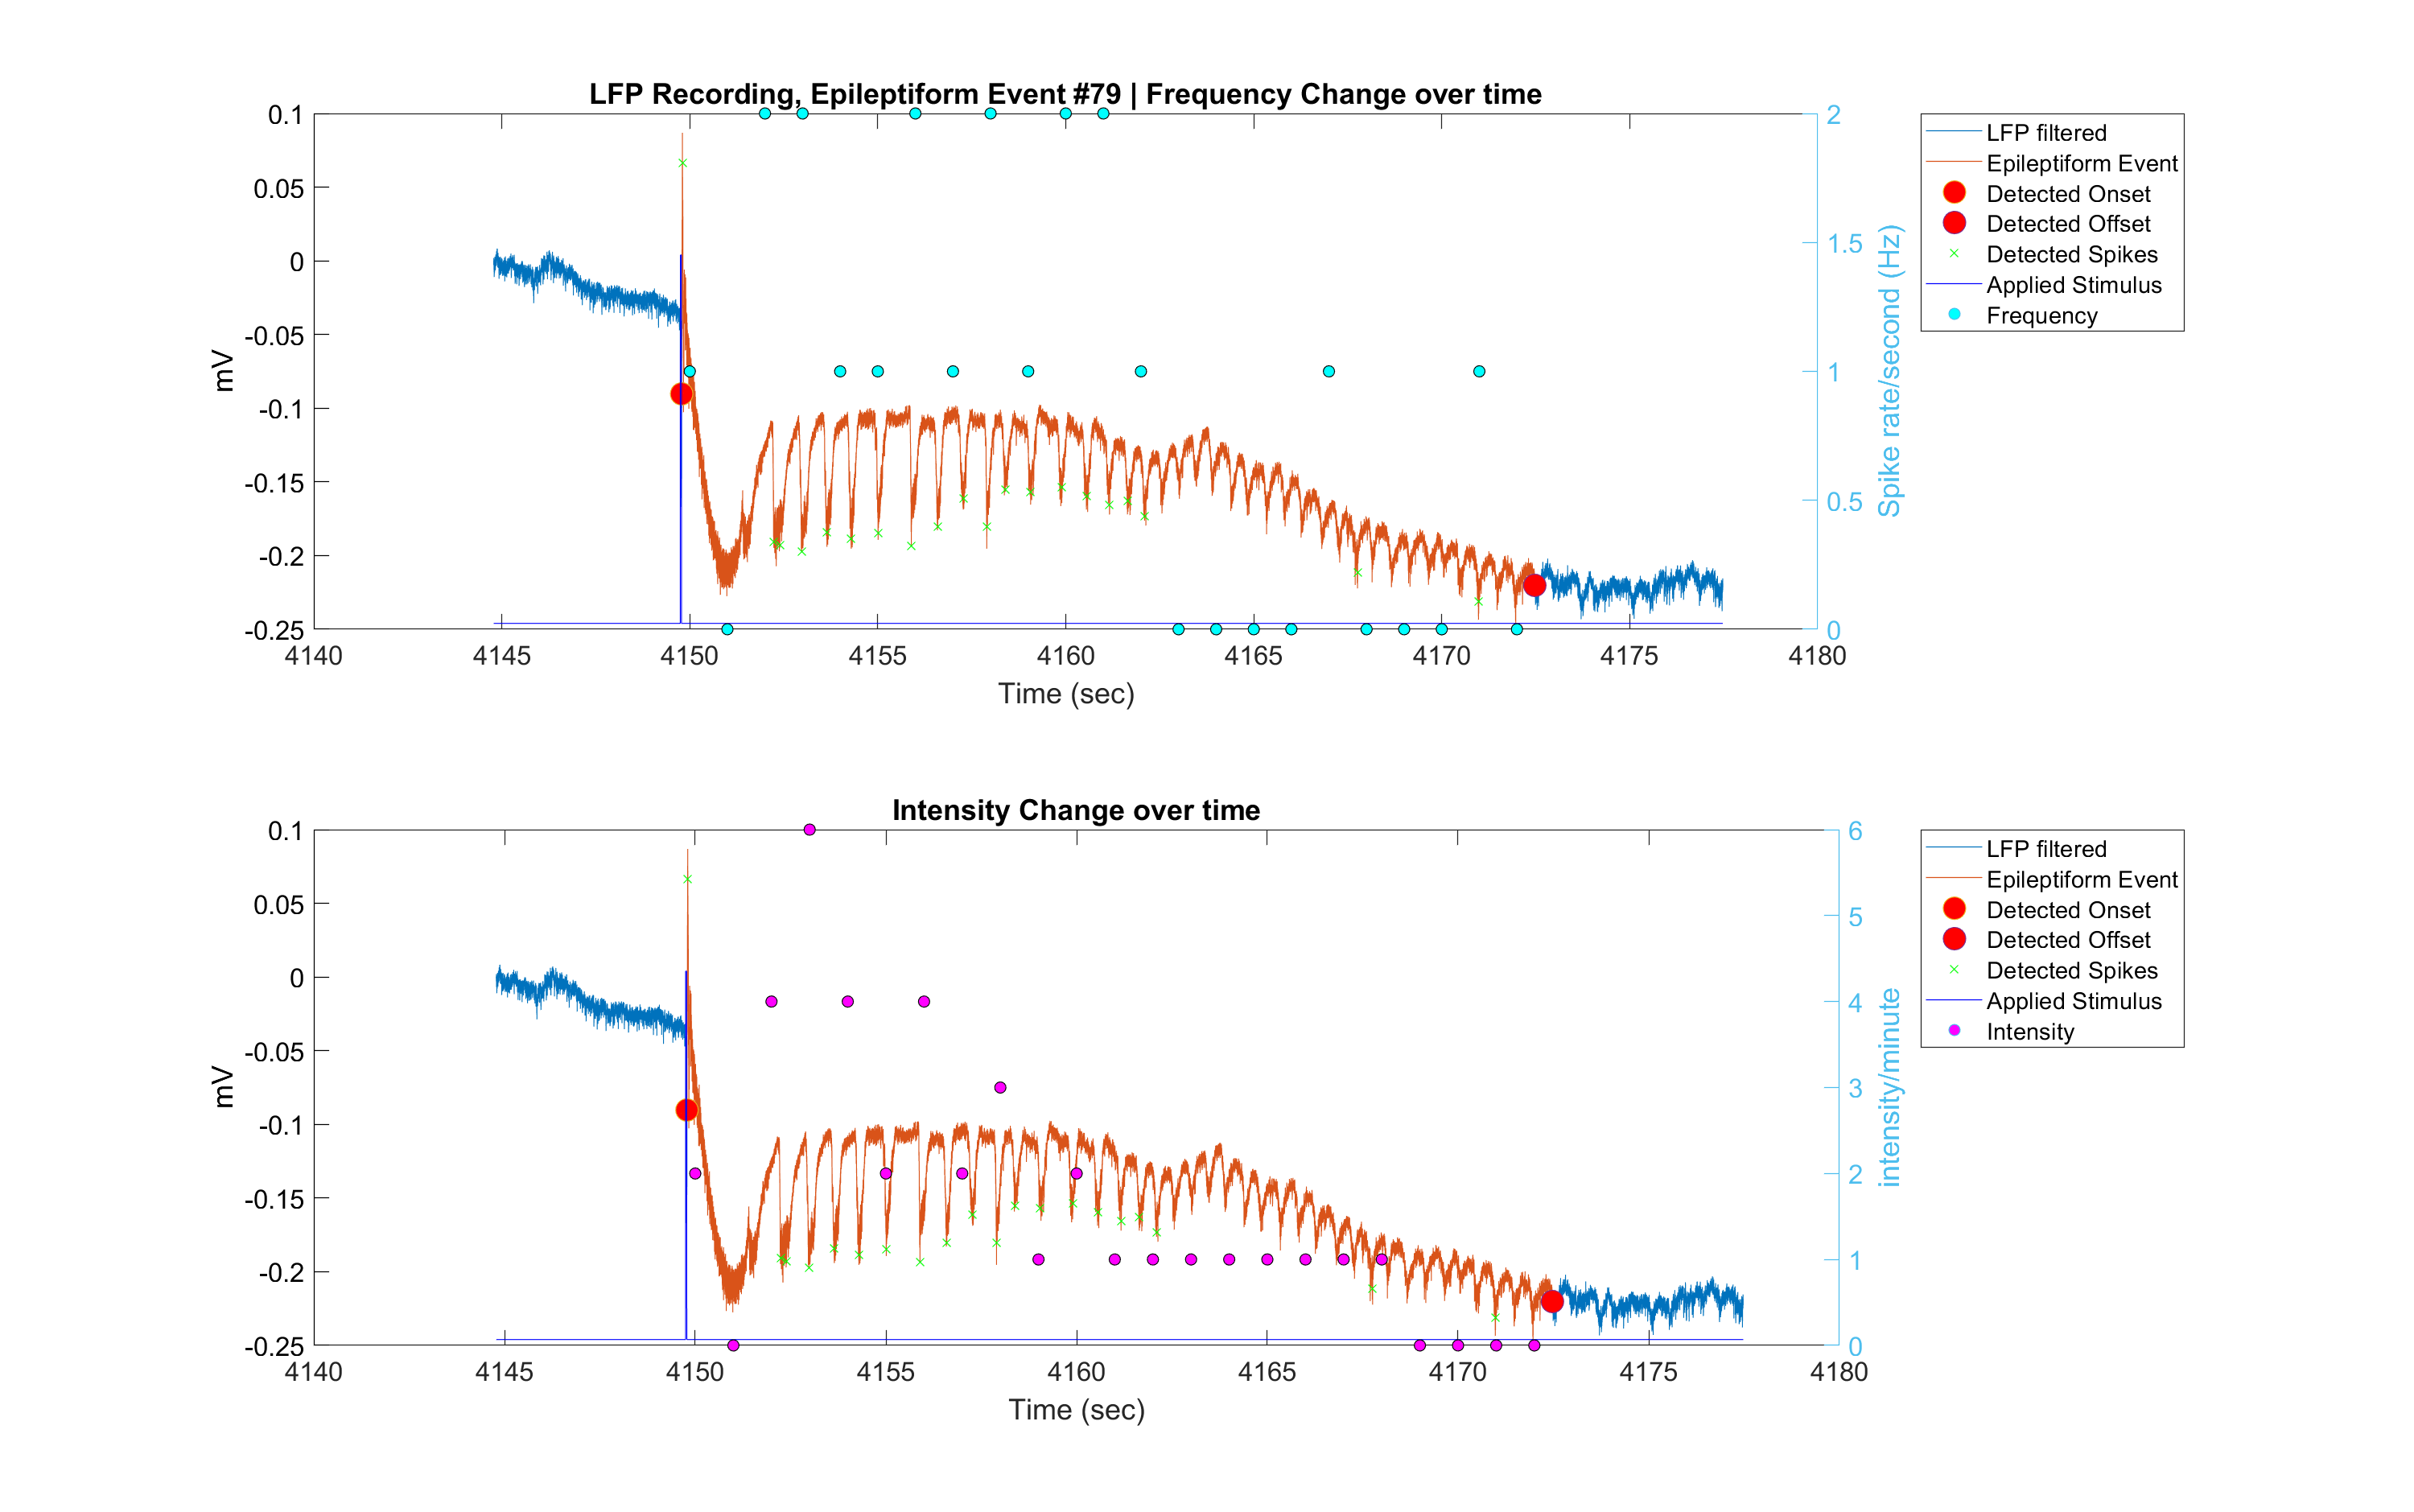 LFP Recording, Epileptiform Event #79 | Frequency Change over time
0.1
0.05
0
-0.05
-0.1
-0.15
-0.2
-0.25
mV
4140 4145 4150 4155 4160 4165 4170 4175 4180
Time (sec)
2
1.5
1
0.5
0
Spike rate/second (Hz)
LFP filtered
Epileptiform Event
Detected Onset
Detected Offset
Detected Spikes
Applied Stimulus
Frequency
Intensity Change over time
0.1
0.05
0
-0.05
-0.1
-0.15
-0.2
-0.25
mV
4140 4145 4150 4155 4160 4165 4170 4175 4180
Time (sec)
6
5
4
3
2
1
0
intensity/minute
LFP filtered
Epileptiform Event
Detected Onset
Detected Offset
Detected Spikes
Applied Stimulus
Intensity